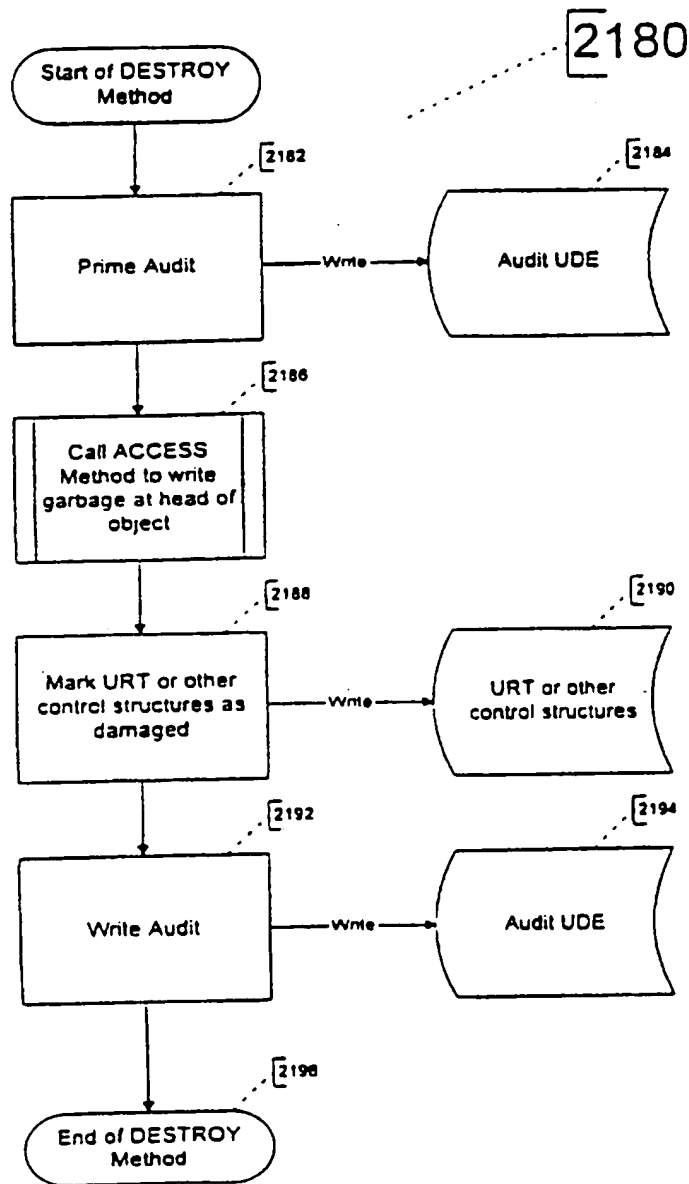 2180
Start of DESTROY
Method
2182
2184
Prime Audit
Write
Audit UDE
2186
Call ACCESS
Method to write
garbage at head of
object
2188
2190
Mark URT or other
control structures as
damaged
Write
URT or other
control structures
2192
2194
Write Audit
Write
Audit UDE
2196
End of DESTROY
Method